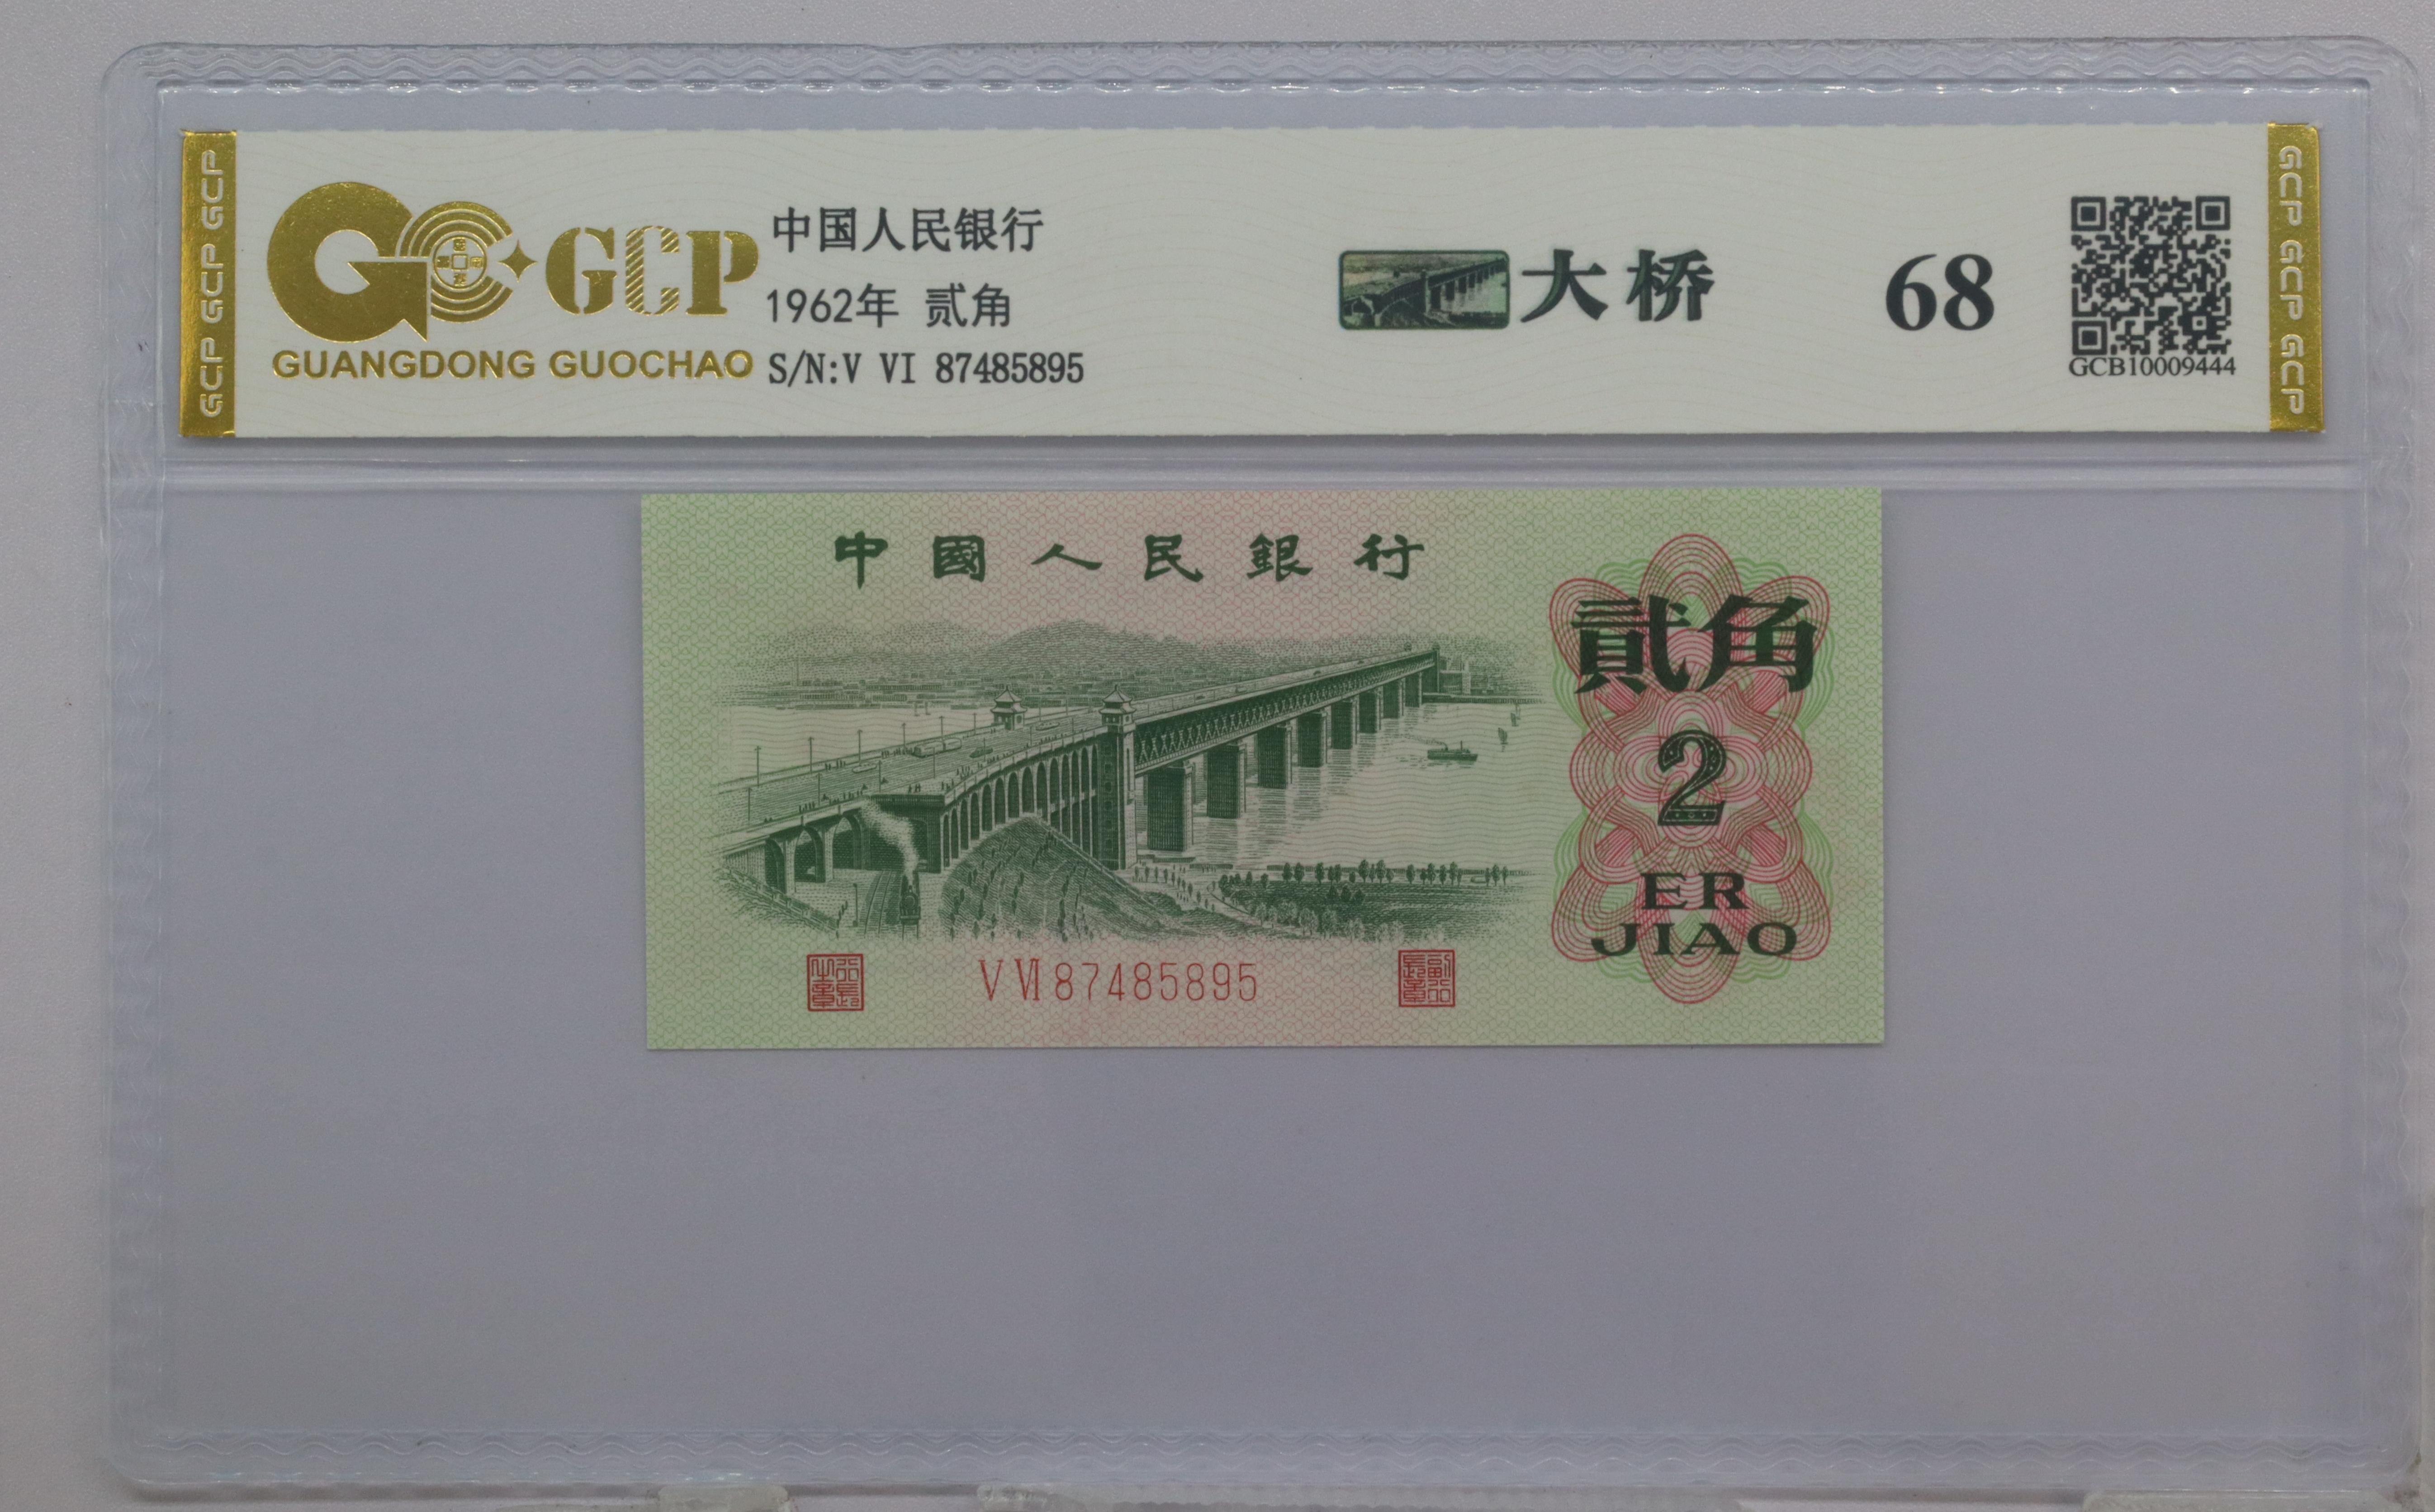 GCP GCP GCP
GCP
GUANGDONG GUOCHAO
中国人民银行
1962年 贰角
S/N:V VI 87485895
大桥
68
GCB10009444
GCP GCP GCP
中國人民銀行
貳角
2
ER
JIAO
V VI 87485895